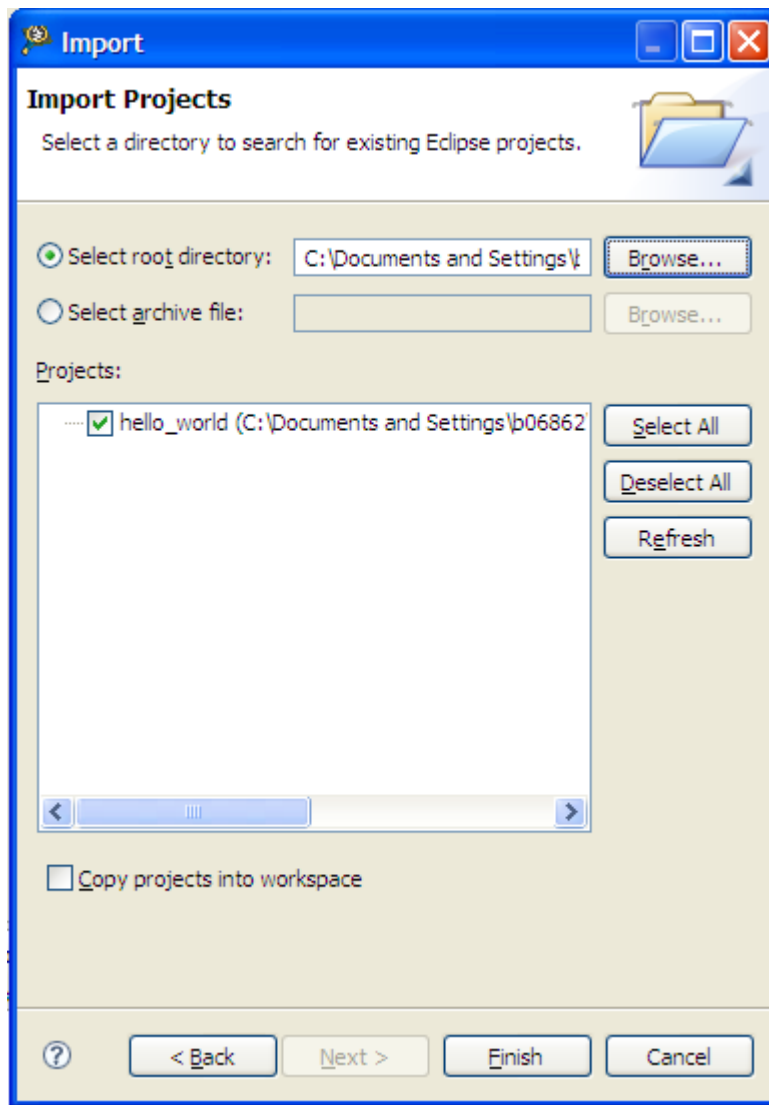 Import
Import Projects
Select a directory to search for existing Eclipse projects.
Select root directory: C:\Documents and Settings\ Browse...
Select archive file: Browse...
Projects:
hello_world (C:\Documents and Settings\b06862 Select All
Deselect All
Refresh
Copy projects into workspace
? < Back Next > Finish Cancel